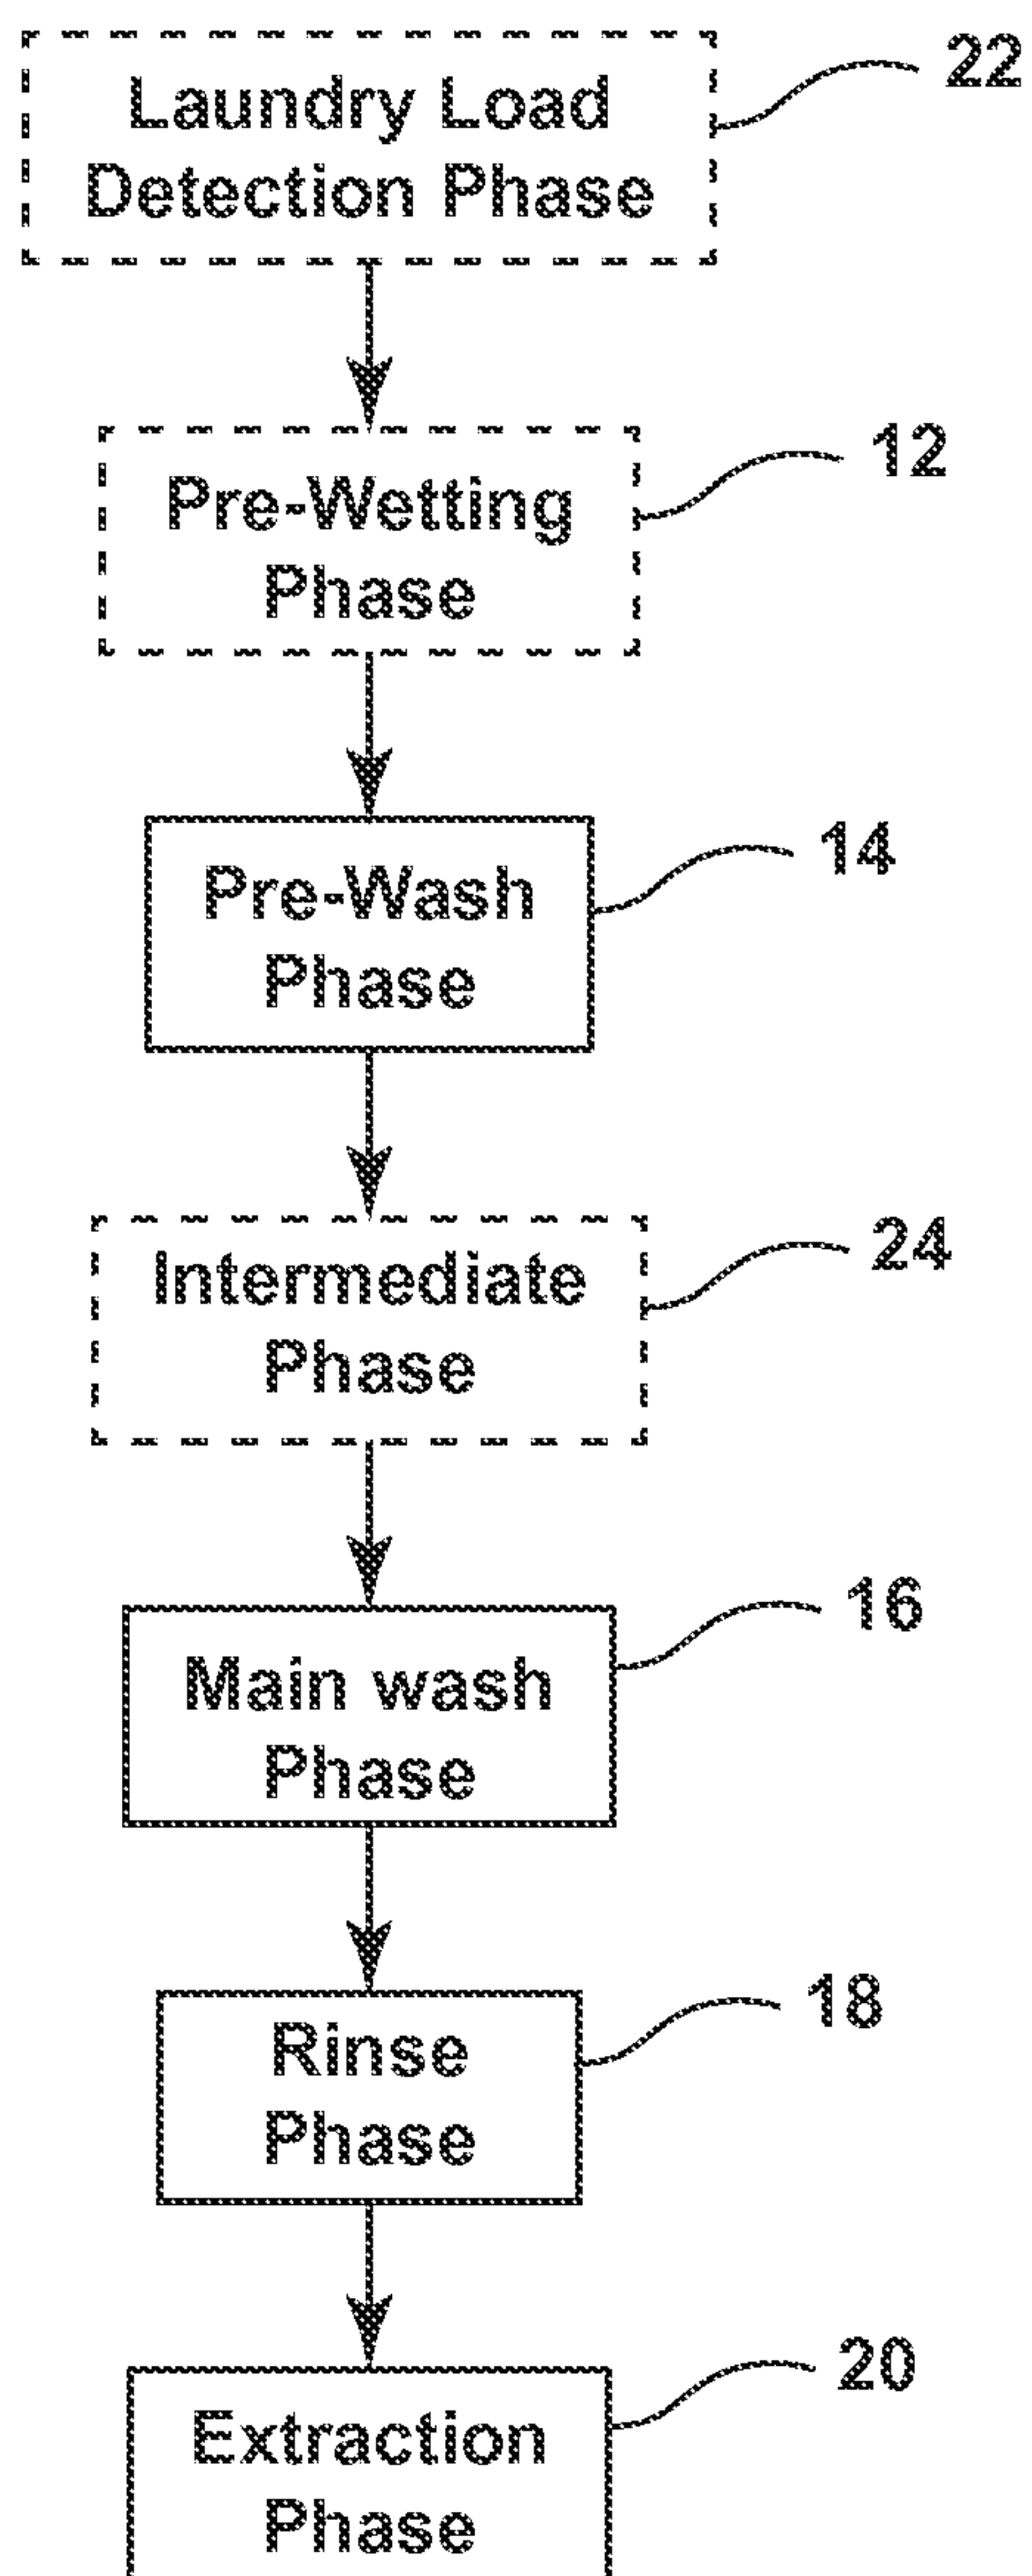 Laundry Load
Detection Phase
22
Pre-Wetting
Phase
12
Pre-Wash
Phase
14
Intermediate
Phase
24
Main wash
Phase
16
Rinse
Phase
18
Extraction
Phase
20